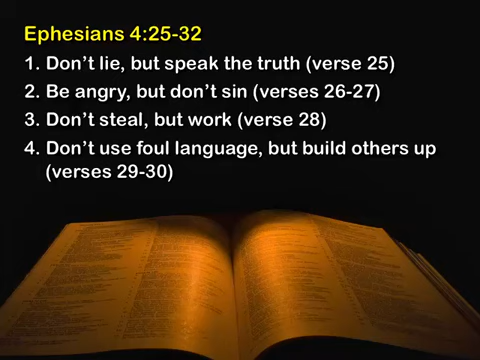 Ephesians 4:25-32
1. Don't lie, but speak the truth (verse 25)
2. Be angry, but don't sin (verses 26-27)
3. Don't steal, but work (verse 28)
4. Don't use foul language, but build others up
(verses 29-30)